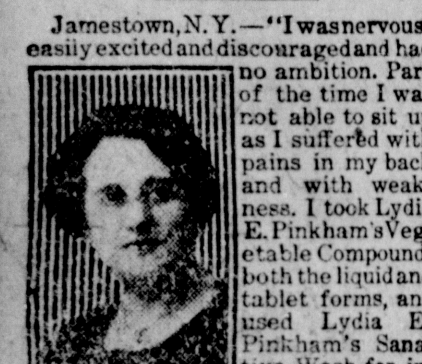 Jamestown, N. Y.—"I was nervous,
easily excited and discouraged and ha
no ambition. Par
of the time I wa
not able to sit u
as I suffered wit
pains in my bac
and with weak
ness. I took Lydi
E. Pinkham's Veg
etable Compound
both the liquid an
tablet forms, an
used Lydia E
Pinkham's Sana